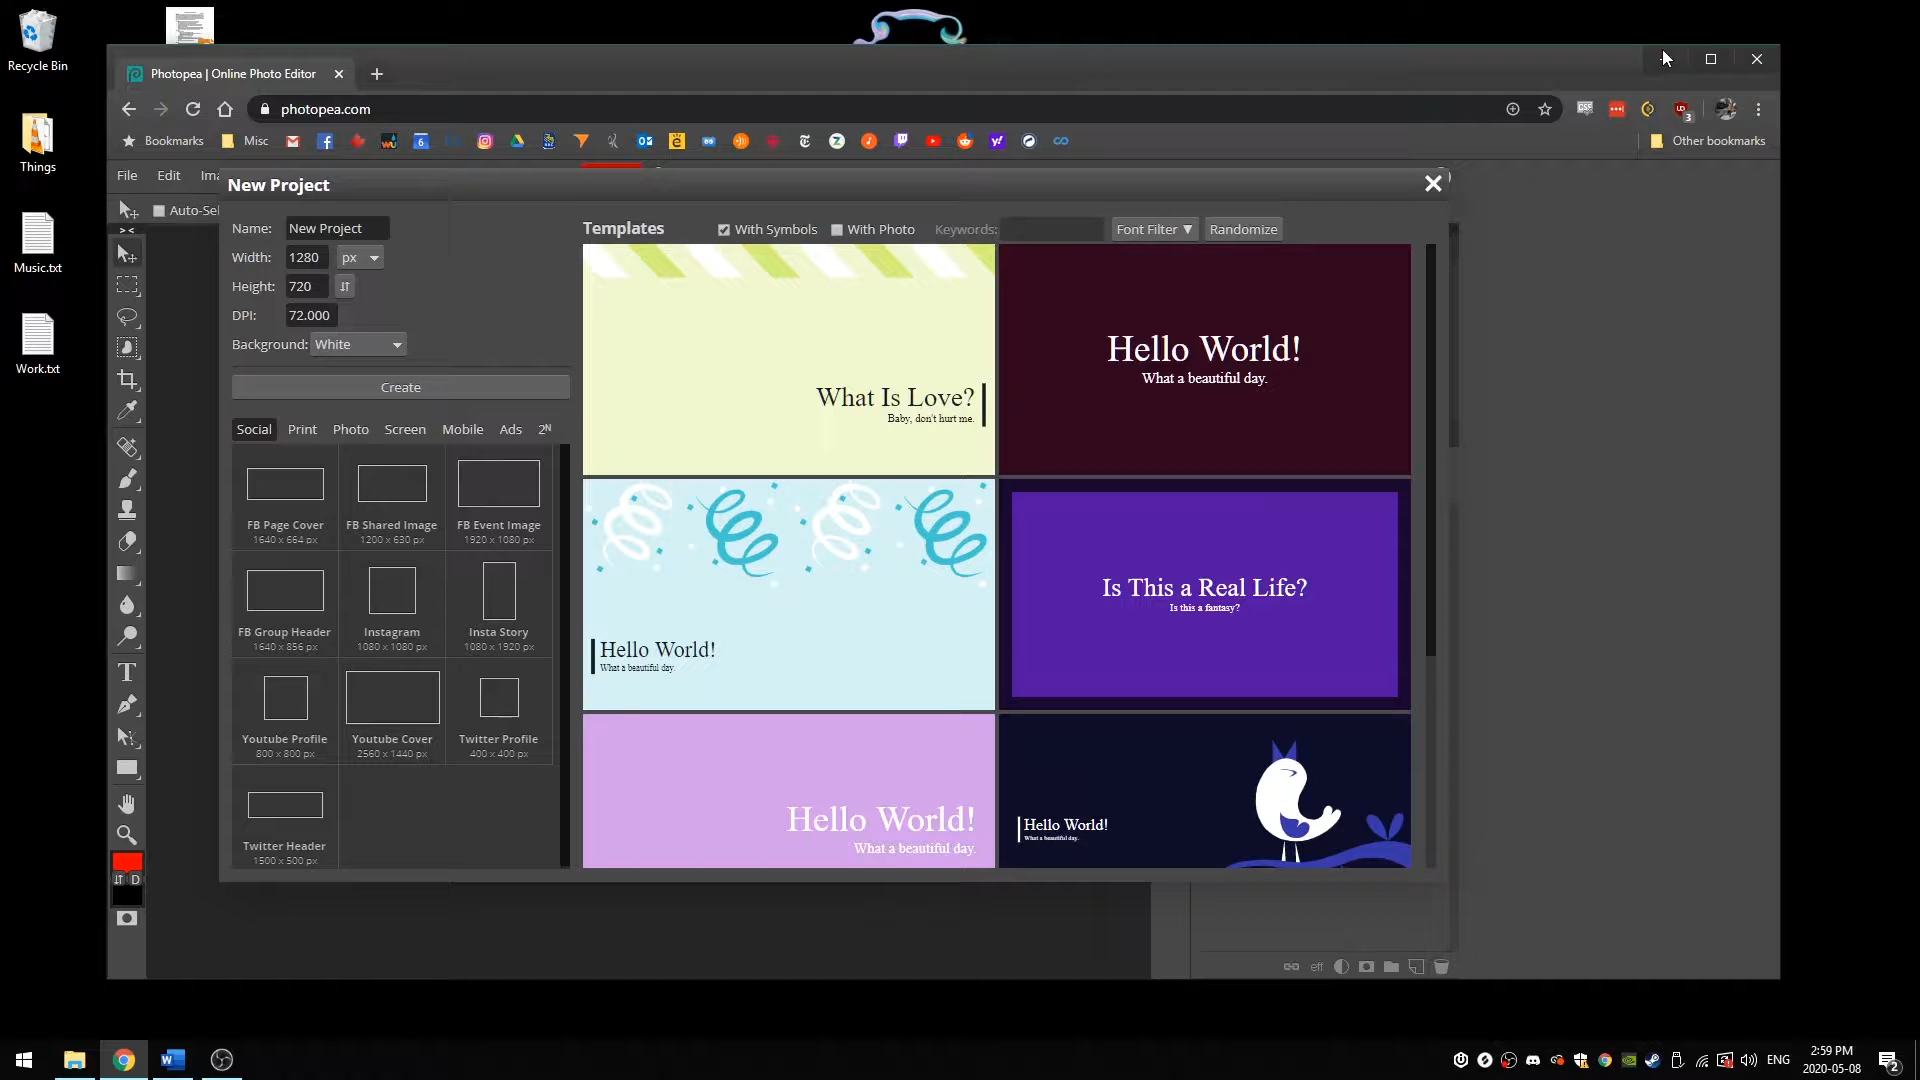 Recycle Bin
Things
Music.txt
Work.txt
Photopea | Online Photo Editor
photopea.com
Bookmarks
Misc
Other bookmarks
File
Edit
Ima
Auto-Sel
New Project
Name:
New Project
Width:
1280
px
Height:
720
DPI:
72.000
Background:
White
Create
Social
Print
Photo
Screen
Mobile
Ads
2N
FB Page Cover
1640 x 664 px
FB Shared Image
1200 x 630 px
FB Event Image
1920 x 1080 px
FB Group Header
1640 x 856 px
Instagram
1080 x 1080 px
Insta Story
1080 x 1920 px
Youtube Profile
800 x 800 px
Youtube Cover
2560 x 1440 px
Twitter Profile
400 x 400 px
Twitter Header
1500 x 500 px
Templates
With Symbols
With Photo
Keywords:
Font Filter ▼
Randomize
What Is Love?
Baby, don't hurt me.
Hello World!
What a beautiful day.
Hello World!
What a beautiful day.
Is This a Real Life?
Is this a fantasy?
Hello World!
What a beautiful day.
Hello World!
What a beautiful day.
D
eff
ENG
2:59 PM
2020-05-08
2